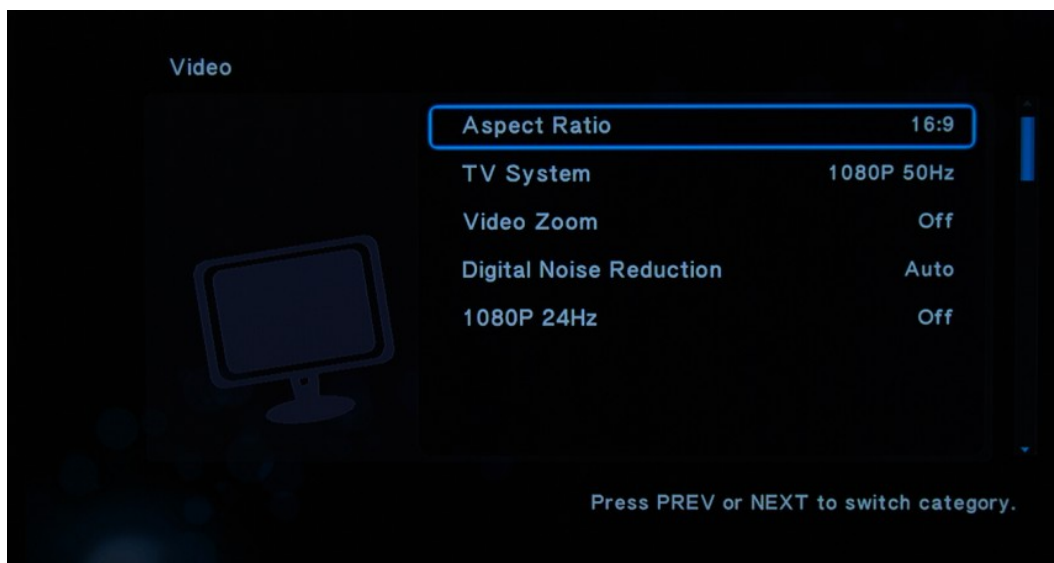 Video
Aspect Ratio 16:9
TV System 1080P 50Hz
Video Zoom Off
Digital Noise Reduction Auto
1080P 24Hz Off
Press PREV or NEXT to switch category.